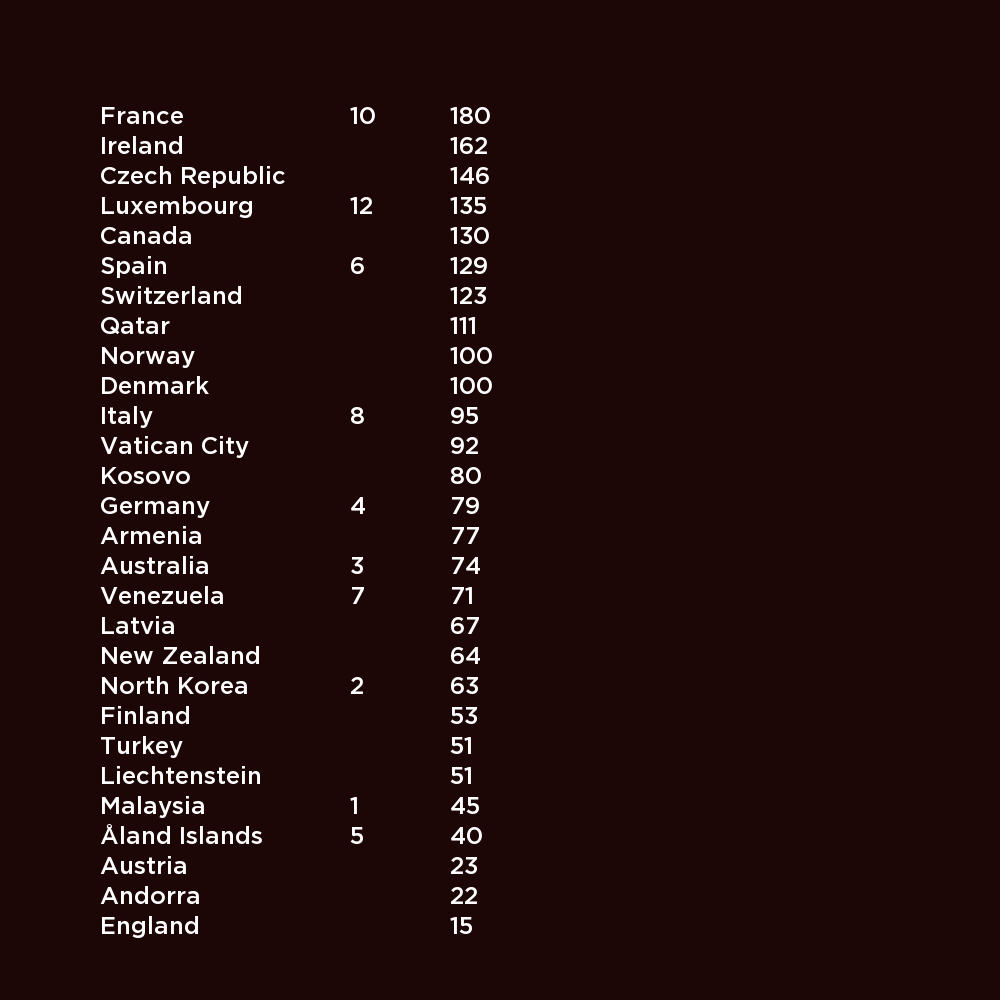 France 10 180
Ireland 162
Czech Republic 146
Luxembourg 12 135
Canada 130
Spain 6 129
Switzerland 123
Qatar 111
Norway 100
Denmark 100
Italy 8 95
Vatican City 92
Kosovo 80
Germany 4 79
Armenia 77
Australia 3 74
Venezuela 7 71
Latvia 67
New Zealand 64
North Korea 2 63
Finland 53
Turkey 51
Liechtenstein 51
Malaysia 1 45
Åland Islands 5 40
Austria 23
Andorra 22
England 15